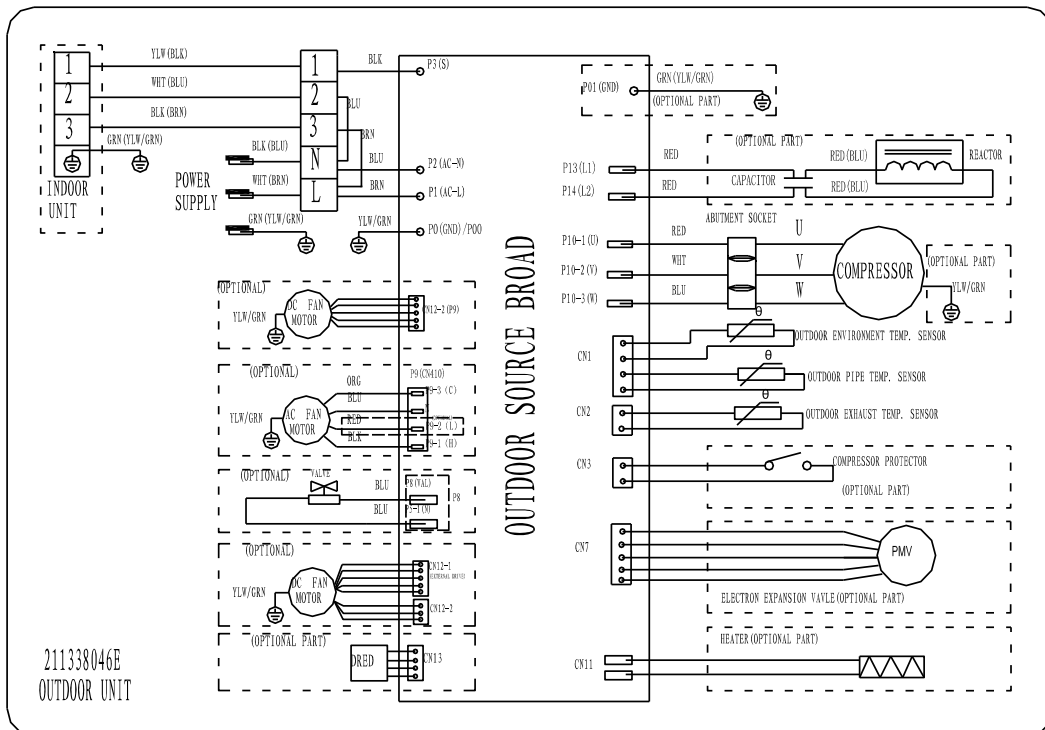 1
2
3
INDOOR
UNIT
YLW(BLK)
WHT(BLU)
BLK(BRN)
GRN(YLW/GRN)
1
2
3
N
L
BLU
BRN
BLK(BLU)
WHT(BRN)
POWER
SUPPLY
GRN(YLW/GRN)
BLK
P3(S)
BLU
P2(AC-N)
BRN
P1(AC-L)
YLW/GRN
P0(GND)/P00
(OPTIONAL)
DC FAN
MOTOR
YLW/GRN
CN12-2(P9)
(OPTIONAL)
AC FAN
MOTOR
YLW/GRN
ORG
BLU
RED
BLK
P9(CN410)
P9-3 (C)
P9-2 (L)
P9-1 (H)
(OPTIONAL)
VALVE
BLU
BLU
P8(VAL)
P5-1(N)
P8
(OPTIONAL)
DC FAN
MOTOR
YLW/GRN
CN12-1
(EXTERNAL DRIVE)
CN12-2
(OPTIONAL PART)
DRED
CN13
211338046E
OUTDOOR UNIT
OUTDOOR SOURCE BROAD
P01(GND)
GRN(YLW/GRN)
(OPTIONAL PART)
P13(L1)
RED
P14(L2)
RED
(OPTIONAL PART)
CAPACITOR
RED(BLU)
RED(BLU)
REACTOR
ABUTMENT SOCKET
P10-1(U)
RED
U
P10-2(V)
WHT
V
P10-3(W)
BLU
W
COMPRESSOR
(OPTIONAL PART)
YLW/GRN
CN1
θ
OUTDOOR ENVIRONMENT TEMP. SENSOR
θ
OUTDOOR PIPE TEMP. SENSOR
CN2
θ
OUTDOOR EXHAUST TEMP. SENSOR
CN3
COMPRESSOR PROTECTOR
(OPTIONAL PART)
CN7
PMV
ELECTRON EXPANSION VAVLE(OPTIONAL PART)
HEATER(OPTIONAL PART)
CN11